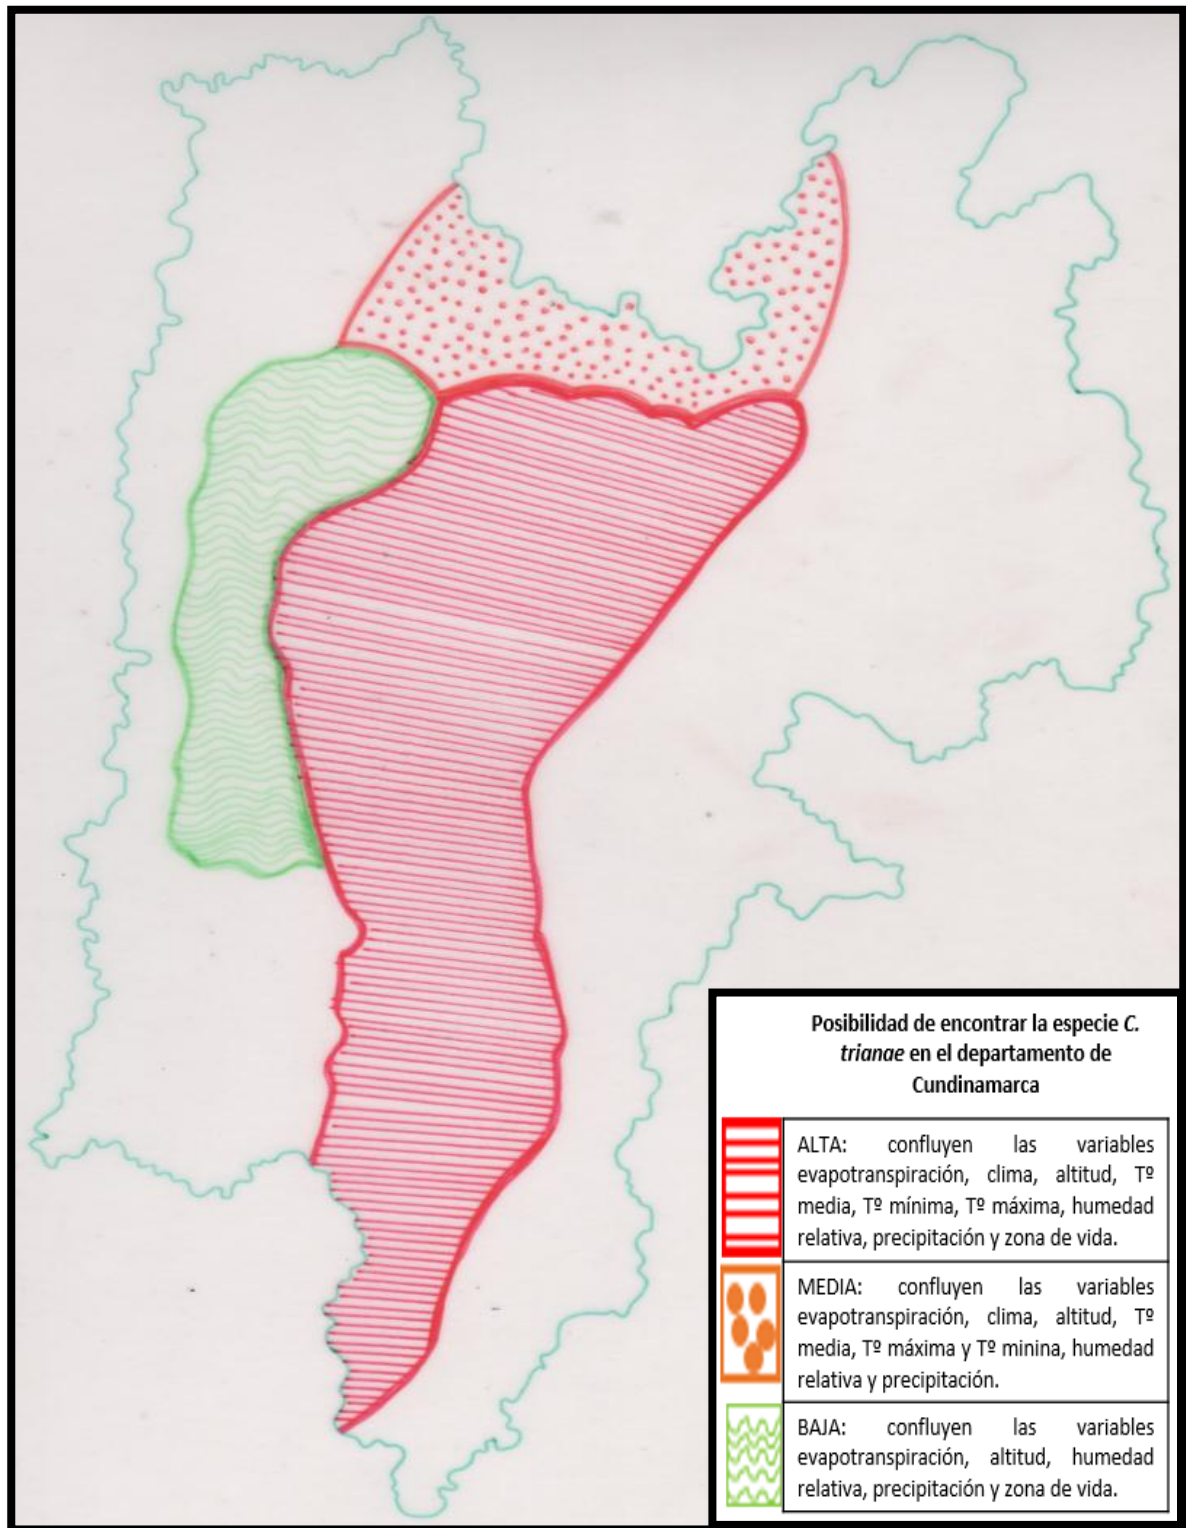 Posibilidad de encontrar la especie C.
trianae en el departamento de
Cundinamarca
ALTA: confluyen las variables
evapotranspiración, clima, altitud, Tº
media, Tº mínima, Tº máxima, humedad
relativa, precipitación y zona de vida.
MEDIA: confluyen las variables
evapotranspiración, clima, altitud, Tº
media, Tº máxima y Tº minina, humedad
relativa y precipitación.
BAJA: confluyen las variables
evapotranspiración, altitud, humedad
relativa, precipitación y zona de vida.